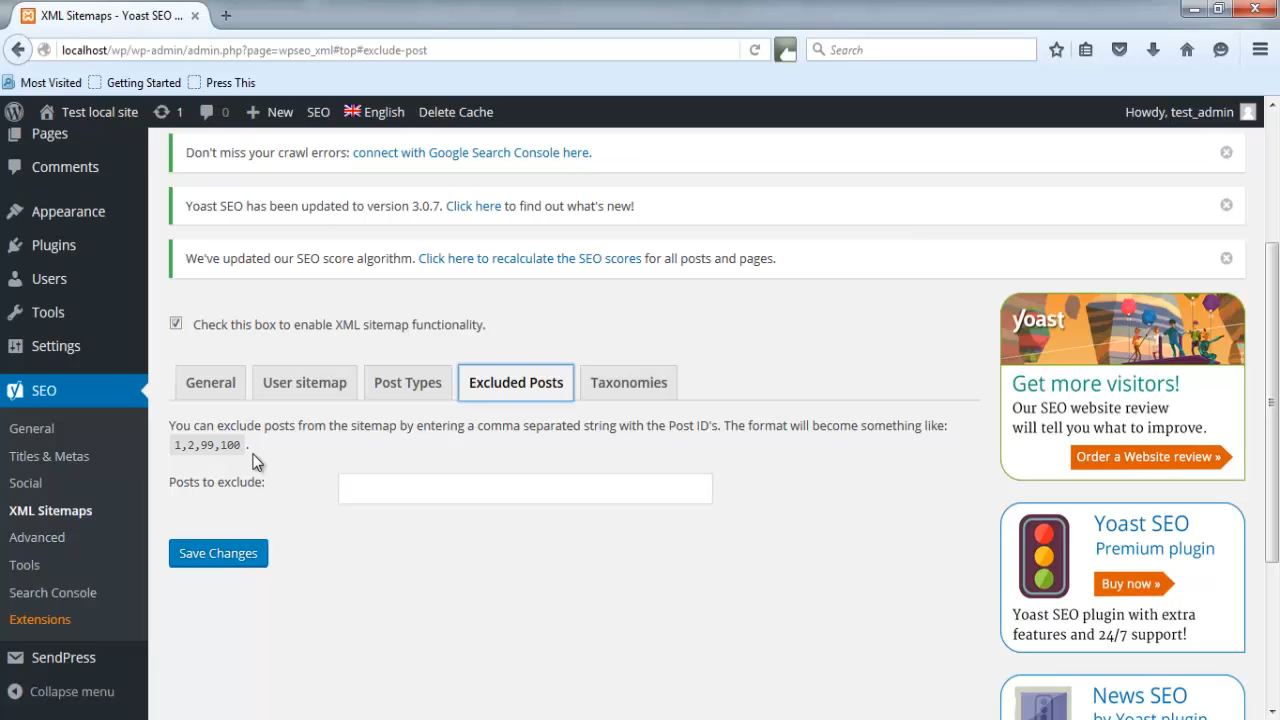 XML Sitemaps - Yoast SEO ...
localhost/wp/wp-admin/admin.php?page=wpseo_xml#top#exclude-post
Search
Most Visited Getting Started Press This
Test local site 1 0 New SEO English Delete Cache Howdy, test_admin
Pages
Comments
Appearance
Plugins
Users
Tools
Settings
SEO
General
Titles & Metas
Social
XML Sitemaps
Advanced
Tools
Search Console
Extensions
SendPress
Collapse menu
Don't miss your crawl errors: connect with Google Search Console here.
Yoast SEO has been updated to version 3.0.7. Click here to find out what's new!
We've updated our SEO score algorithm. Click here to recalculate the SEO scores for all posts and pages.
Check this box to enable XML sitemap functionality.
General User sitemap Post Types Excluded Posts Taxonomies
You can exclude posts from the sitemap by entering a comma separated string with the Post ID's. The format will become something like:
1,2,99,100 .
Posts to exclude:
Save Changes
yoast
Get more visitors!
Our SEO website review
will tell you what to improve.
Order a Website review »
Yoast SEO
Premium plugin
Buy now »
Yoast SEO plugin with extra
features and 24/7 support!
News SEO
by Yoast plugin